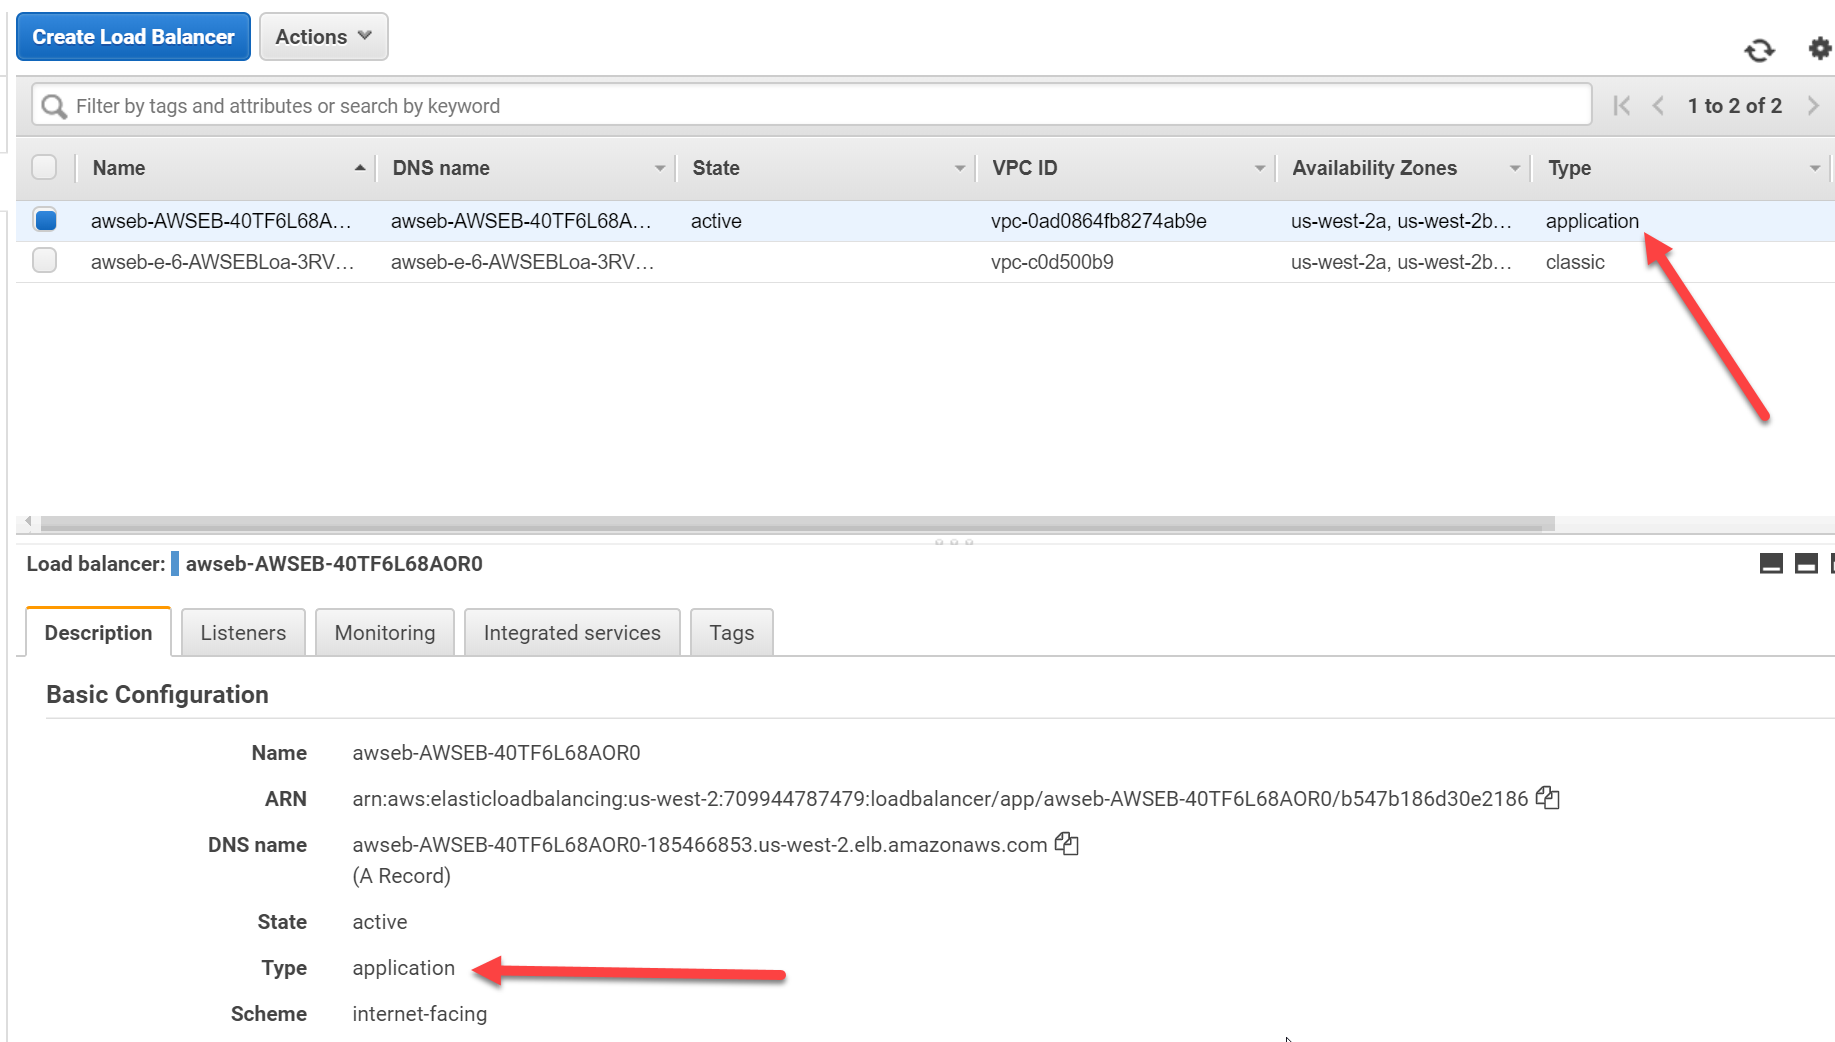 Create Load Balancer Actions
Filter by tags and attributes or search by keyword 1 to 2 of 2
Name DNS name State VPC ID Availability Zones Type
awseb-AWSEB-40TF6L68A... awseb-AWSEB-40TF6L68A... active vpc-0ad0864fb8274ab9e us-west-2a, us-west-2b... application
awseb-e-6-AWSEBLoa-3RV... awseb-e-6-AWSEBLoa-3RV... vpc-c0d500b9 us-west-2a, us-west-2b... classic
Load balancer: awseb-AWSEB-40TF6L68AOR0
Description Listeners Monitoring Integrated services Tags
Basic Configuration
Name awseb-AWSEB-40TF6L68AOR0
ARN arn:aws:elasticloadbalancing:us-west-2:709944787479:loadbalancer/app/awseb-AWSEB-40TF6L68AOR0/b547b186d30e2186
DNS name awseb-AWSEB-40TF6L68AOR0-185466853.us-west-2.elb.amazonaws.com
(A Record)
State active
Type application
Scheme internet-facing